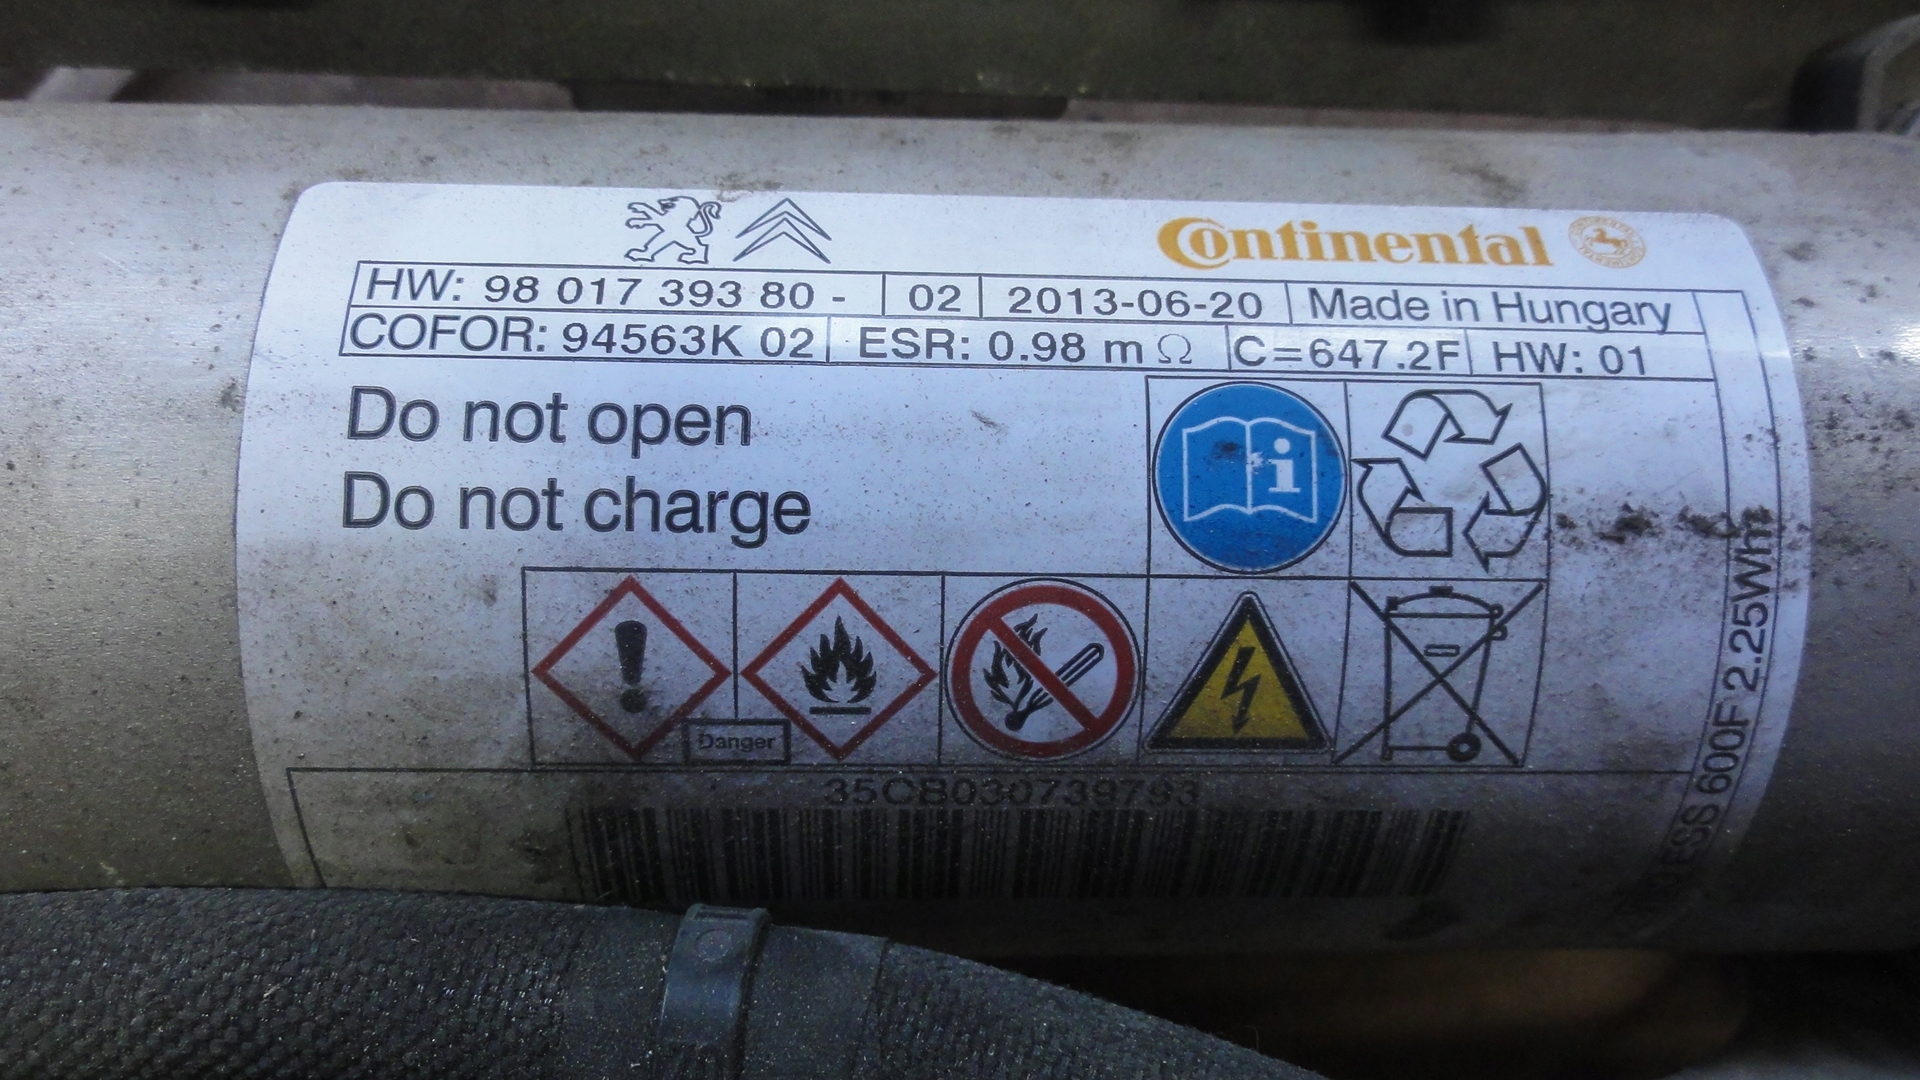 Continental
HW: 98 017 393 80 - 02 2013-06-20 Made in Hungary
COFOR: 94563K 02 ESR: 0.98 m Ω C=647.2F HW: 01
Do not open
Do not charge
Danger
35CB030739793
600F 2.25Wh